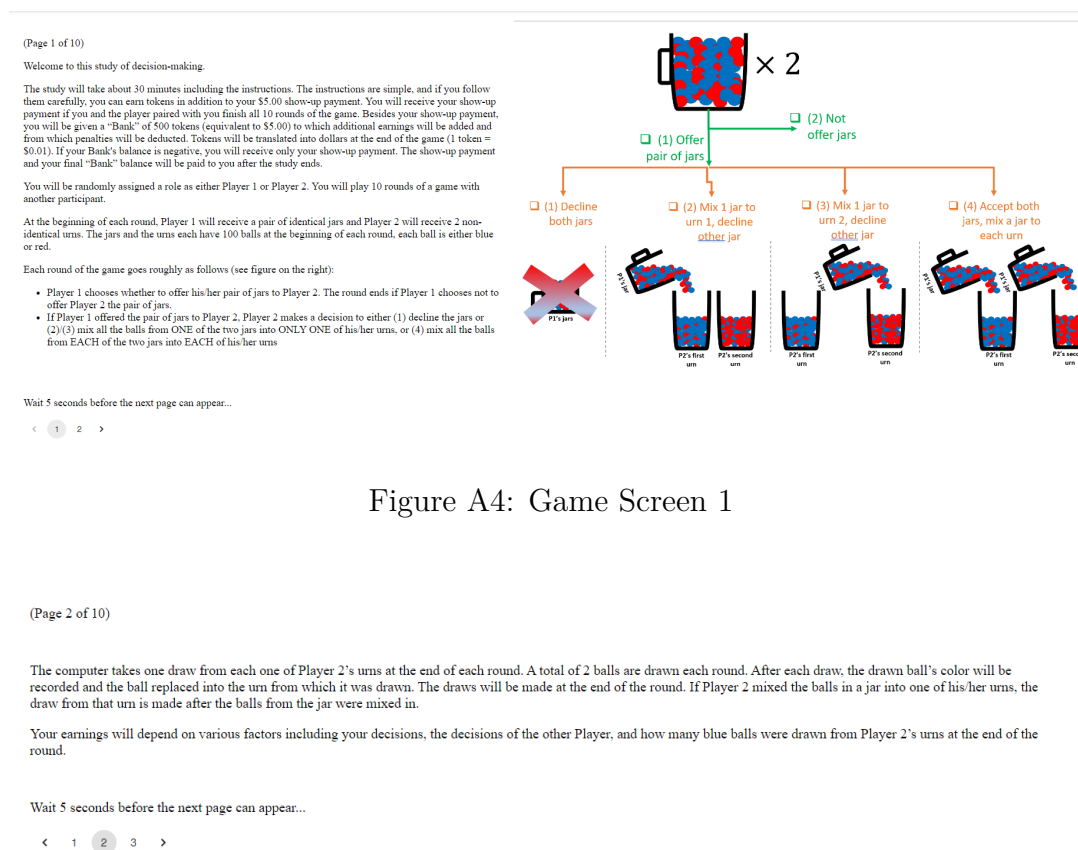 (Page 1 of 10)
Welcome to this study of decision-making.
The study will take about 30 minutes including the instructions. The instructions are simple, and if you follow
them carefully, you can earn tokens in addition to your $5.00 show-up payment. You will receive your show-up
payment if you and the player paired with you finish all 10 rounds of the game. Besides your show-up payment,
you will be given a “Bank” of 500 tokens (equivalent to $5.00) to which additional earnings will be added and
from which penalties will be deducted. Tokens will be translated into dollars at the end of the game (1 token =
$0.01). If your Bank's balance is negative, you will receive only your show-up payment. The show-up payment
and your final “Bank” balance will be paid to you after the study ends.
You will be randomly assigned a role as either Player 1 or Player 2. You will play 10 rounds of a game with
another participant.
At the beginning of each round, Player 1 will receive a pair of identical jars and Player 2 will receive 2 non-
identical urns. The jars and the urns each have 100 balls at the beginning of each round, each ball is either blue
or red.
Each round of the game goes roughly as follows (see figure on the right):
• Player 1 chooses whether to offer his/her pair of jars to Player 2. The round ends if Player 1 chooses not to
offer Player 2 the pair of jars.
• If Player 1 offered the pair of jars to Player 2, Player 2 makes a decision to either (1) decline the jars or
(2)/(3) mix all the balls from ONE of the two jars into ONLY ONE of his/her urns, or (4) mix all the balls
from EACH of the two jars into EACH of his/her urns
Wait 5 seconds before the next page can appear...
< 1 2 >
× 2
(1) Offer
pair of jars
(2) Not
offer jars
(1) Decline
both jars
(2) Mix 1 jar to
urn 1, decline
other jar
(3) Mix 1 jar to
urn 2, decline
other jar
(4) Accept both
jars, mix a jar to
each urn
P1's jars
P1's jar
P2's first
urn
P2's second
urn
P1's jar
P2's first
urn
P2's second
urn
P1's jar
P1's jar
P2's first
urn
P2's sec
urn
Figure A4: Game Screen 1
(Page 2 of 10)
The computer takes one draw from each one of Player 2’s urns at the end of each round. A total of 2 balls are drawn each round. After each draw, the drawn ball’s color will be
recorded and the ball replaced into the urn from which it was drawn. The draws will be made at the end of the round. If Player 2 mixed the balls in a jar into one of his/her urns, the
draw from that urn is made after the balls from the jar were mixed in.
Your earnings will depend on various factors including your decisions, the decisions of the other Player, and how many blue balls were drawn from Player 2’s urns at the end of the
round.
Wait 5 seconds before the next page can appear...
< 1 2 3 >